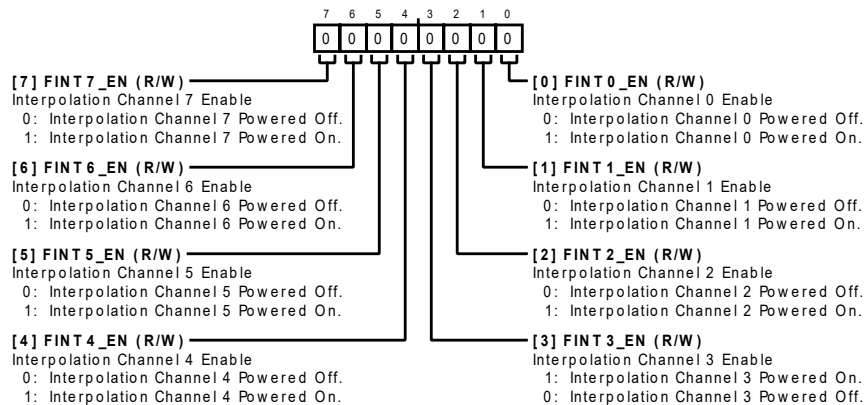 7 6 5 4 3 2 1 0
0 0 0 0 0 0 0 0
[7] FINT7_EN (R/W)
Interpolation Channel 7 Enable
0: Interpolation Channel 7 Powered Off.
1: Interpolation Channel 7 Powered On.
[6] FINT6_EN (R/W)
Interpolation Channel 6 Enable
0: Interpolation Channel 6 Powered Off.
1: Interpolation Channel 6 Powered On.
[5] FINT5_EN (R/W)
Interpolation Channel 5 Enable
0: Interpolation Channel 5 Powered Off.
1: Interpolation Channel 5 Powered On.
[4] FINT4_EN (R/W)
Interpolation Channel 4 Enable
0: Interpolation Channel 4 Powered Off.
1: Interpolation Channel 4 Powered On.
[0] FINT0_EN (R/W)
Interpolation Channel 0 Enable
0: Interpolation Channel 0 Powered Off.
1: Interpolation Channel 0 Powered On.
[1] FINT1_EN (R/W)
Interpolation Channel 1 Enable
0: Interpolation Channel 1 Powered Off.
1: Interpolation Channel 1 Powered On.
[2] FINT2_EN (R/W)
Interpolation Channel 2 Enable
0: Interpolation Channel 2 Powered Off.
1: Interpolation Channel 2 Powered On.
[3] FINT3_EN (R/W)
Interpolation Channel 3 Enable
1: Interpolation Channel 3 Powered On.
0: Interpolation Channel 3 Powered Off.